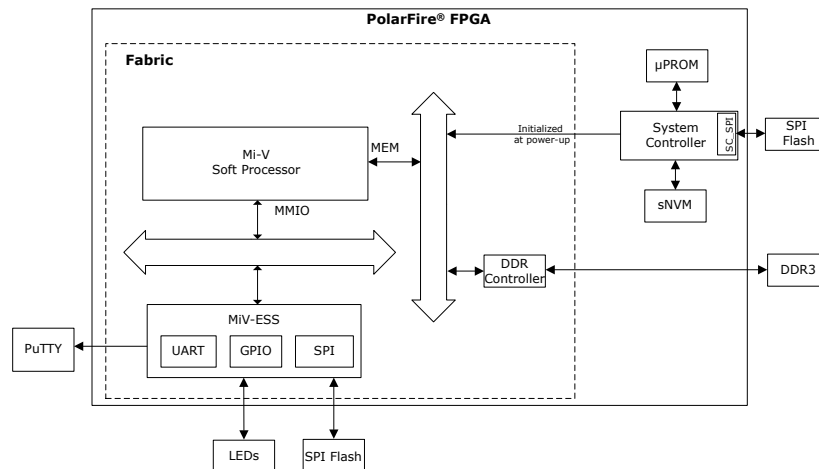 PolarFire® FPGA
Fabric
µPROM
Initialized
at power-up
System
Controller
SC_SPI
SPI
Flash
Mi-V
Soft Processor
MEM
sNVM
MMIO
DDR
Controller
DDR3
MiV-ESS
UART
GPIO
SPI
PuTTY
LEDs
SPI Flash